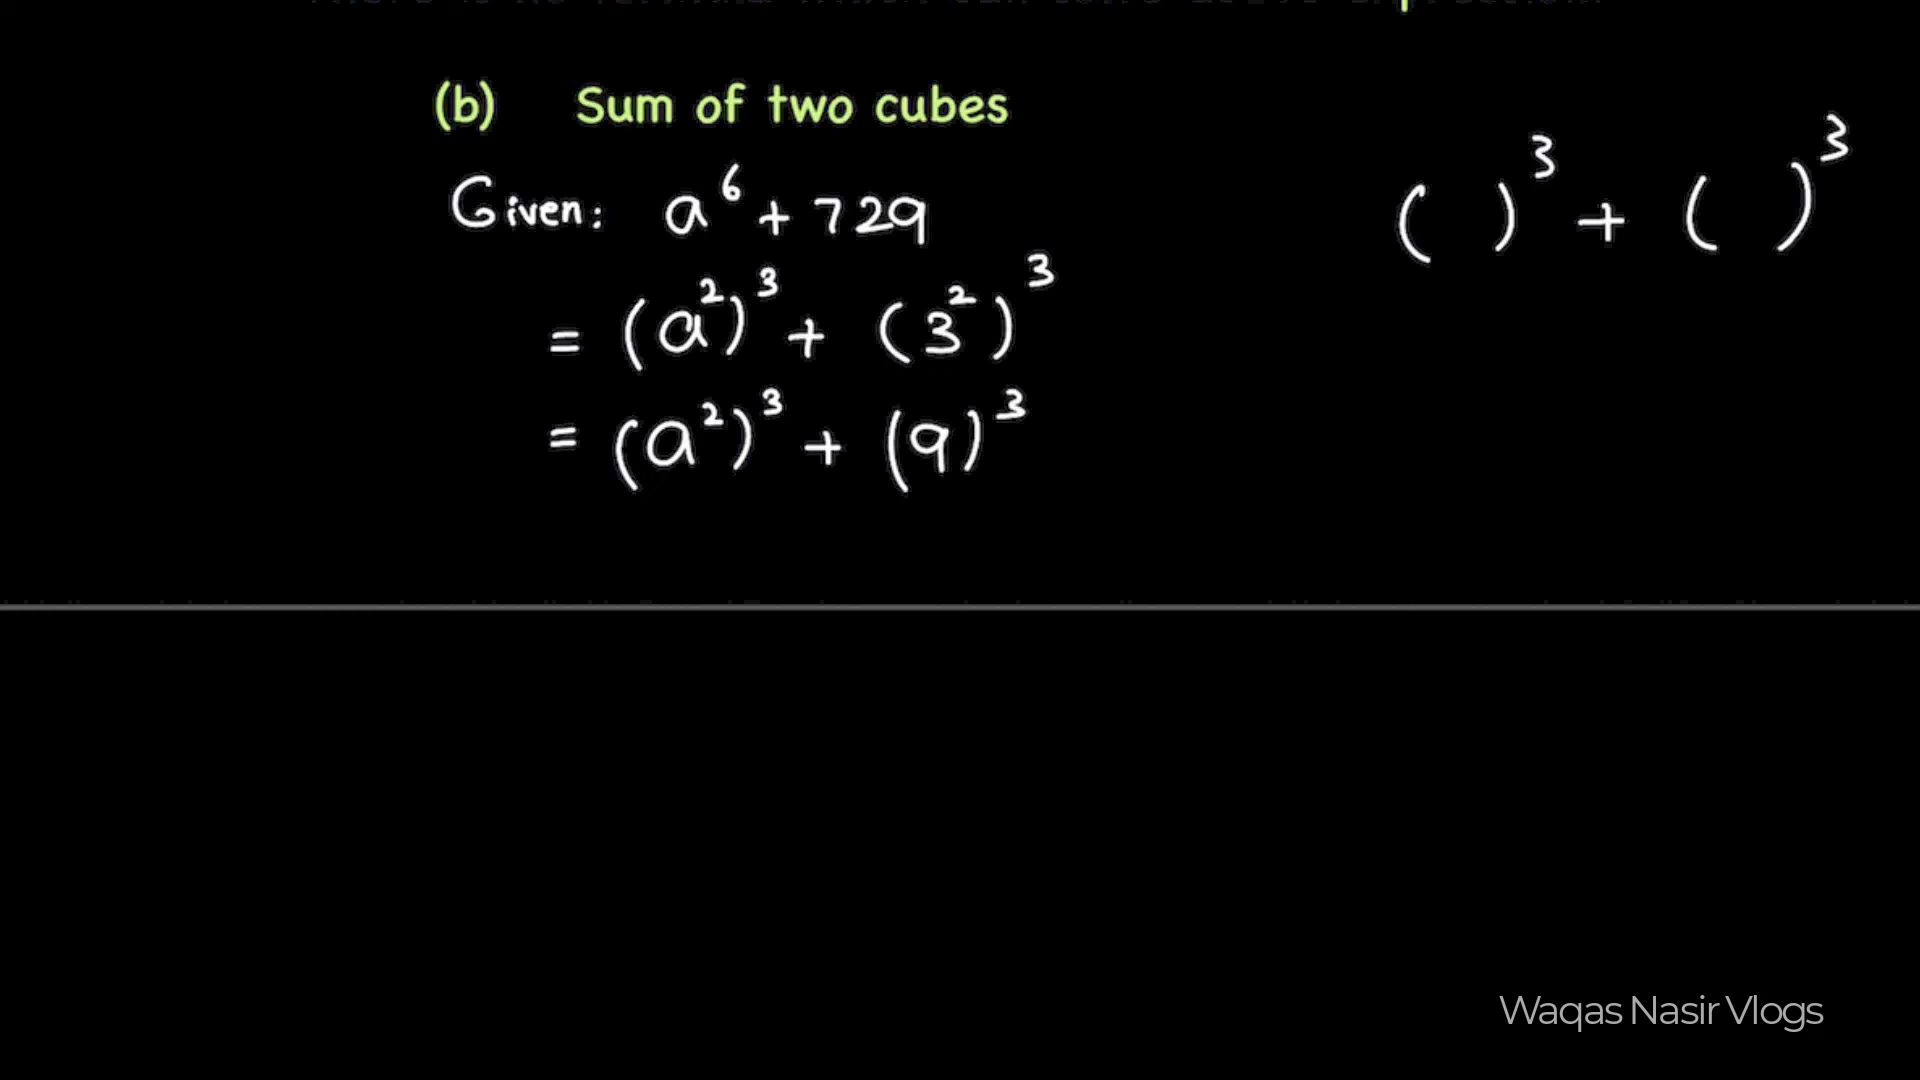 (b) Sum of two cubes
( )³ + ( )³
Given: a⁶ + 729
= (a²)³ + (3²)³
= (a²)³ + (9)³
Waqas Nasir Vlogs